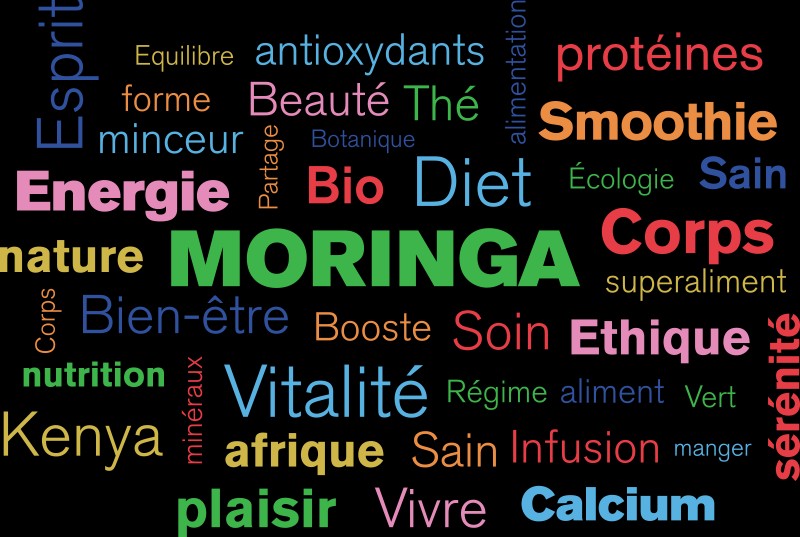 Esprit
Equilibre
antioxydants
alimentation
protéines
forme
Beauté
Thé
Smoothie
minceur
Partage
Botanique
Energie
Bio
Diet
Écologie
Sain
nature
MORINGA
Corps
superaliment
Corps
Bien-être
Booste
Soin
Ethique
sérénité
nutrition
minéraux
Vitalité
Régime
aliment
Vert
Kenya
afrique
Sain
Infusion
manger
plaisir
Vivre
Calcium